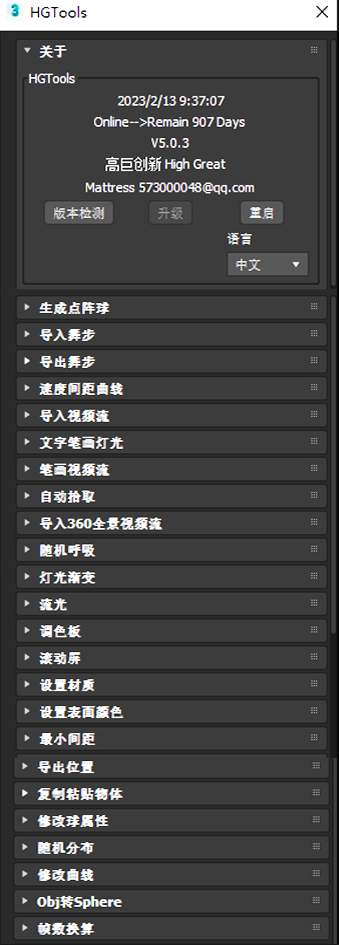 HGTools
关于
HGTools
2023/2/13 9:37:07
Online-->Remain 907 Days
V5.0.3
高巨创新 High Great
Mattress 573000048@qq.com
版本检测 升级 重启
语言
中文
生成点阵球
导入舞步
导出舞步
速度间距曲线
导入视频流
文字笔画灯光
笔画视频流
自动拾取
导入360全景视频流
随机呼吸
灯光渐变
流光
调色板
滚动屏
设置材质
设置表面颜色
最小间距
导出位置
复制粘贴物体
修改球属性
随机分布
修改曲线
Obj转Sphere
帧数换算